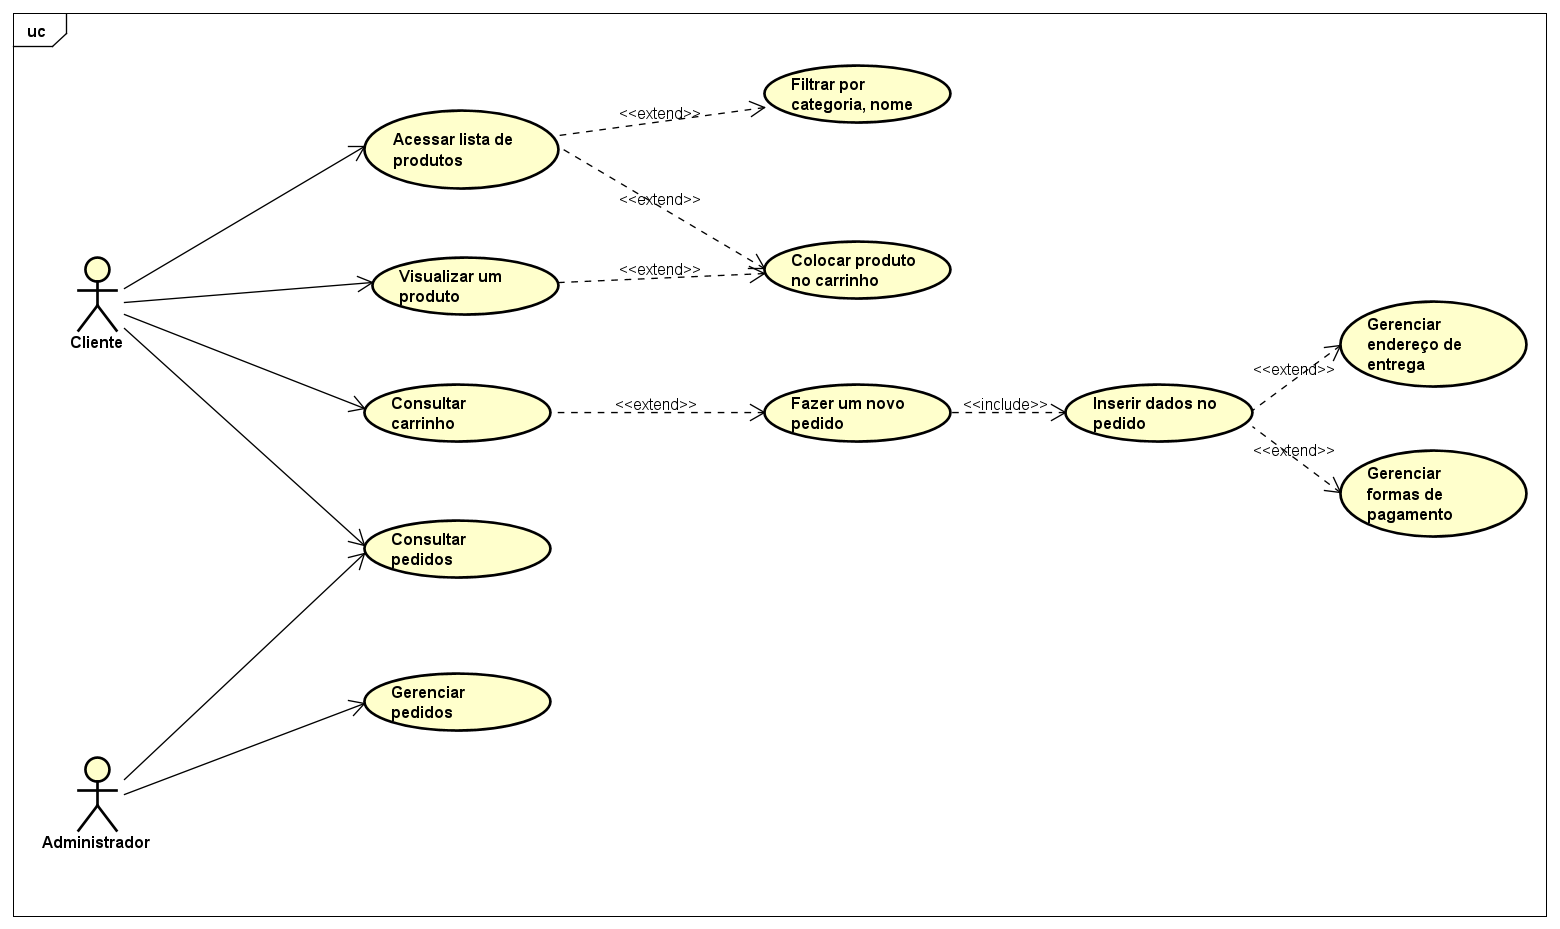 uc
Filtrar por
categoria, nome
<<extend>>
Acessar lista de
produtos
<<extend>>
Colocar produto
no carrinho
<<extend>>
Visualizar um
produto
Cliente
Gerenciar
endereço de
entrega
<<extend>>
Consultar
carrinho
<<extend>>
Fazer um novo
pedido
<<include>>
Inserir dados no
pedido
<<extend>>
Gerenciar
formas de
pagamento
Consultar
pedidos
Gerenciar
pedidos
Administrador